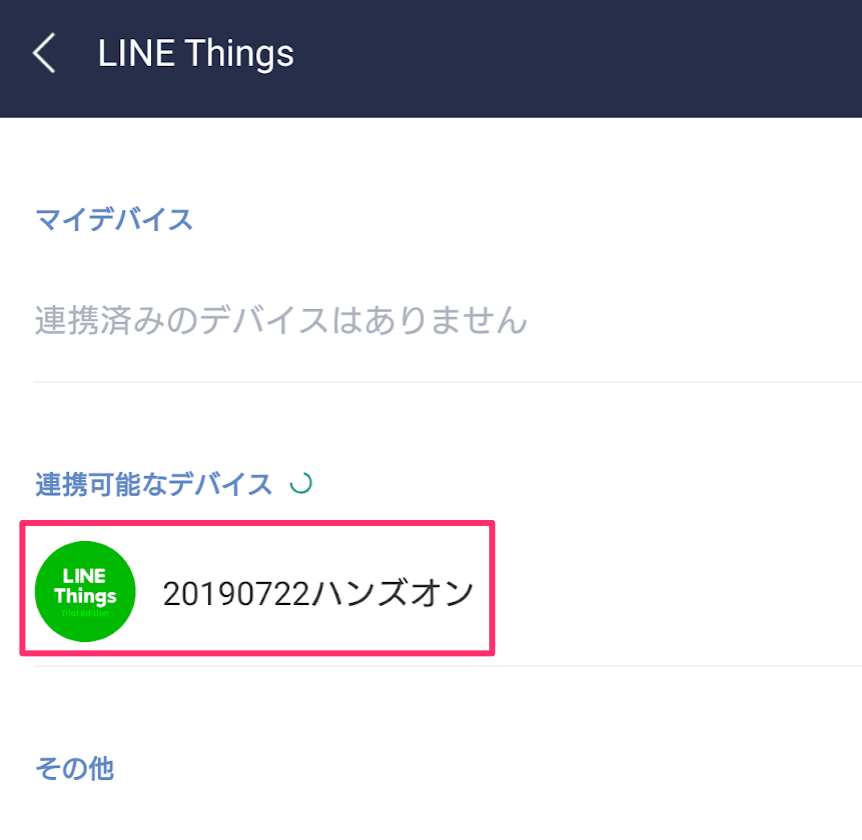 LINE Things
マイデバイス
連携済みのデバイスはありません
連携可能なデバイス
LINE
Things
Trial Edition
20190722ハンズオン
その他